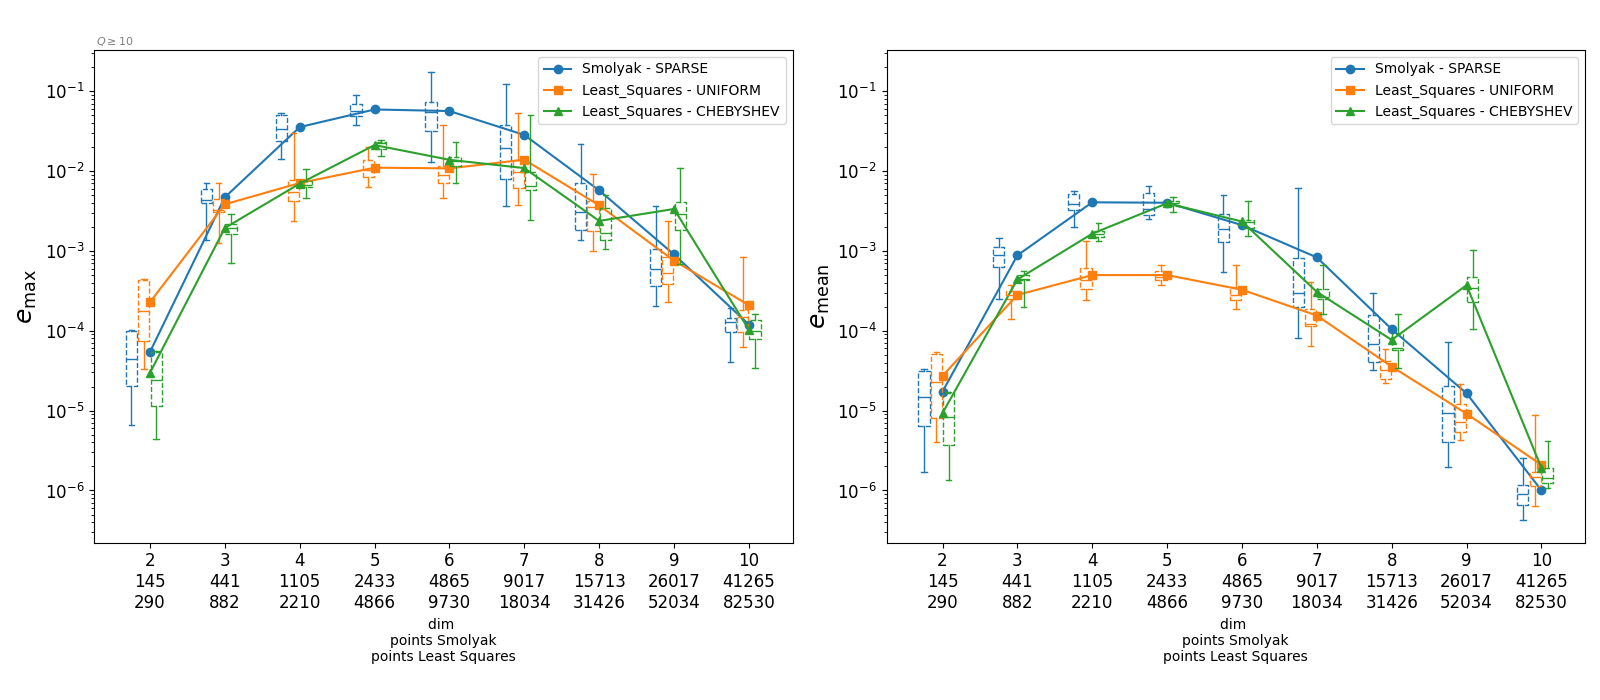 Q ≥ 10
Smolyak - SPARSE
Least_Squares - UNIFORM
Least_Squares - CHEBYSHEV
10⁻¹
10⁻²
10⁻³
10⁻⁴
10⁻⁵
10⁻⁶
e_max
2 3 4 5 6 7 8 9 10
145 441 1105 2433 4865 9017 15713 26017 41265
290 882 2210 4866 9730 18034 31426 52034 82530
dim
points Smolyak
points Least Squares
Smolyak - SPARSE
Least_Squares - UNIFORM
Least_Squares - CHEBYSHEV
10⁻¹
10⁻²
10⁻³
10⁻⁴
10⁻⁵
10⁻⁶
e_mean
2 3 4 5 6 7 8 9 10
145 441 1105 2433 4865 9017 15713 26017 41265
290 882 2210 4866 9730 18034 31426 52034 82530
dim
points Smolyak
points Least Squares